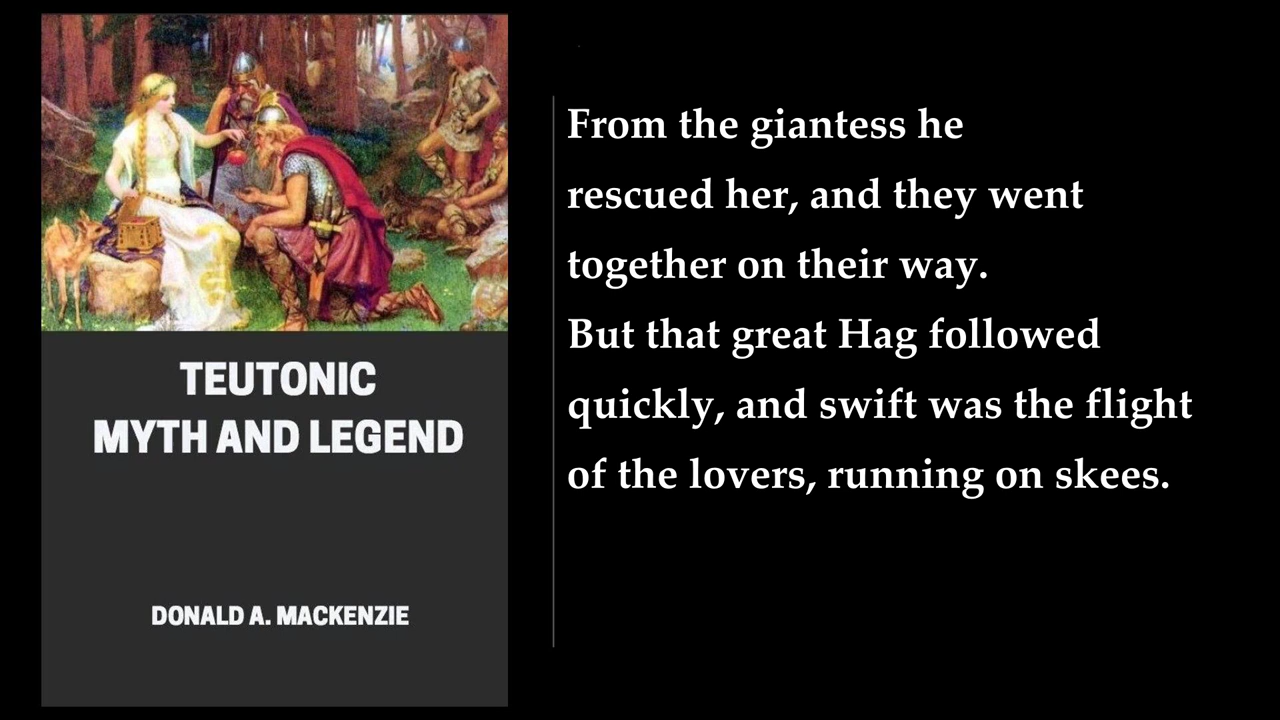 TEUTONIC
MYTH AND LEGEND
DONALD A. MACKENZIE
From the giantess he
rescued her, and they went
together on their way.
But that great Hag followed
quickly, and swift was the flight
of the lovers, running on skees.